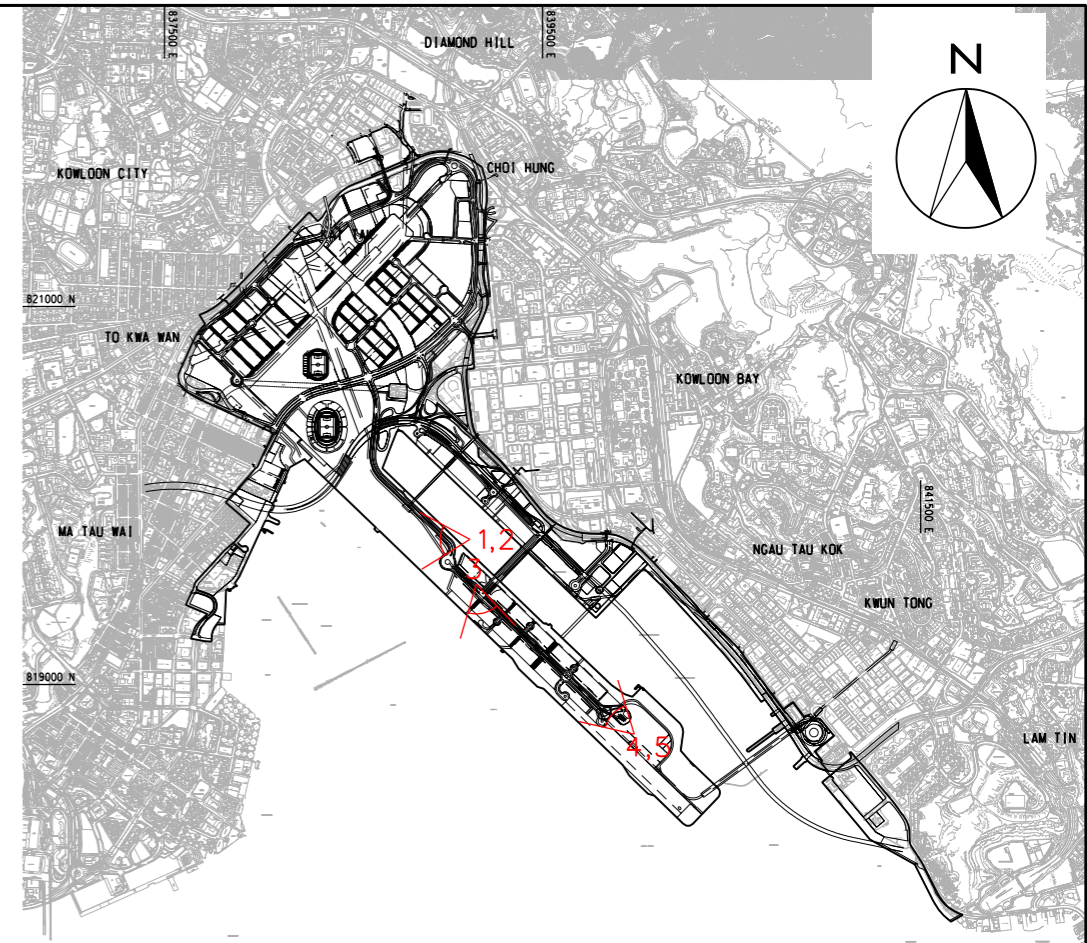 837500 E
839500 E
DIAMOND HILL
N
KOWLOON CITY
CHOI HUNG
821000 N
TO KWA WAN
KOWLOON BAY
841500 E
MA TAU WAI
1,2
3
NGAU TAU KOK
KWUN TONG
819000 N
4,5
LAM TIN